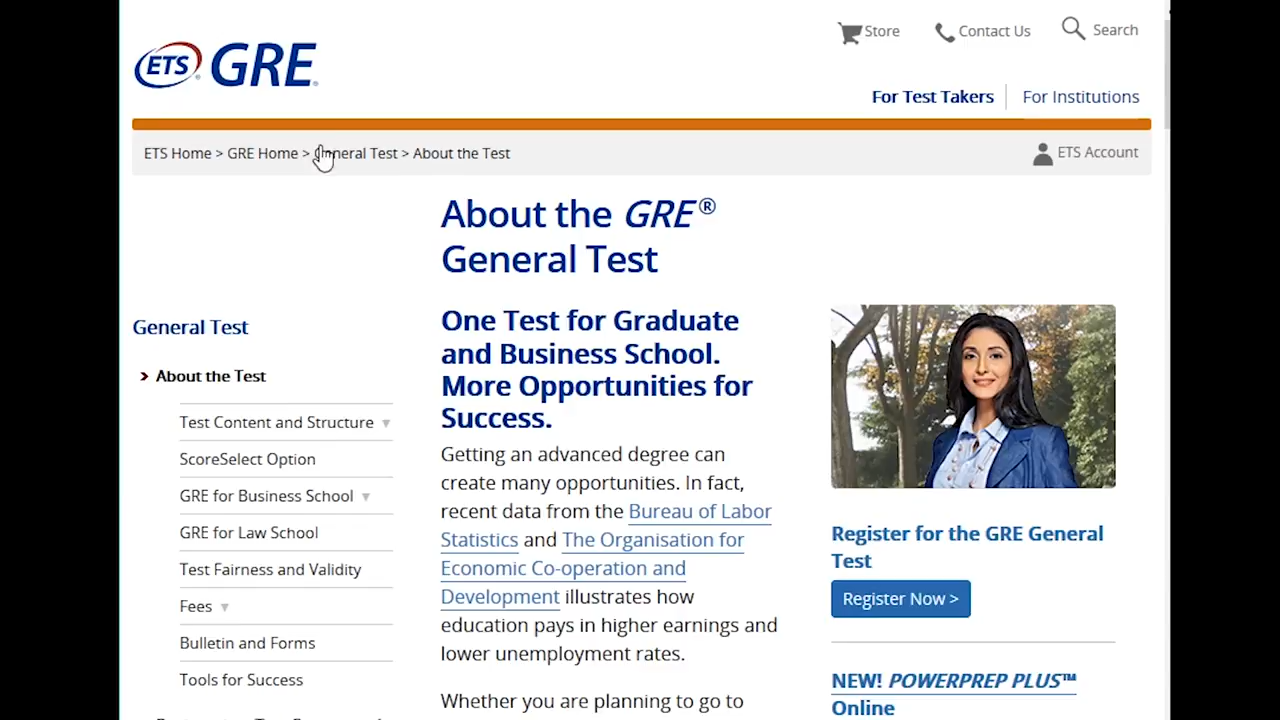 Store
Contact Us
Search
ETS GRE
For Test Takers
For Institutions
ETS Home > GRE Home > General Test > About the Test
ETS Account
About the GRE®
General Test
General Test
About the Test
Test Content and Structure
ScoreSelect Option
GRE for Business School
GRE for Law School
Test Fairness and Validity
Fees
Bulletin and Forms
Tools for Success
One Test for Graduate
and Business School.
More Opportunities for
Success.
Getting an advanced degree can
create many opportunities. In fact,
recent data from the Bureau of Labor
Statistics and The Organisation for
Economic Co-operation and
Development illustrates how
education pays in higher earnings and
lower unemployment rates.
Whether you are planning to go to
Register for the GRE General
Test
Register Now >
NEW! POWERPREP PLUS™
Online